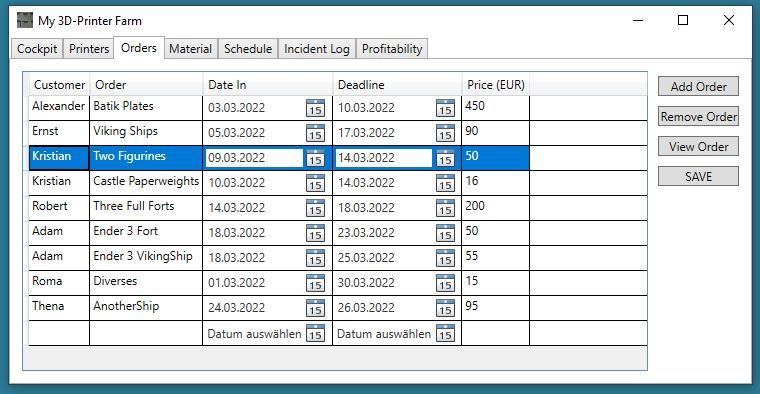 My 3D-Printer Farm
Cockpit Printers Orders Material Schedule Incident Log Profitability
Customer Order Date In Deadline Price (EUR)
Alexander Batik Plates 03.03.2022 15 10.03.2022 15 450
Ernst Viking Ships 05.03.2022 15 17.03.2022 15 90
Kristian Two Figurines 09.03.2022 15 14.03.2022 15 50
Kristian Castle Paperweights 10.03.2022 15 14.03.2022 15 16
Robert Three Full Forts 14.03.2022 15 18.03.2022 15 200
Adam Ender 3 Fort 18.03.2022 15 23.03.2022 15 50
Adam Ender 3 VikingShip 18.03.2022 15 25.03.2022 15 55
Roma Diverses 01.03.2022 15 30.03.2022 15 15
Thena AnotherShip 24.03.2022 15 26.03.2022 15 95
Datum auswählen 15 Datum auswählen 15
Add Order
Remove Order
View Order
SAVE